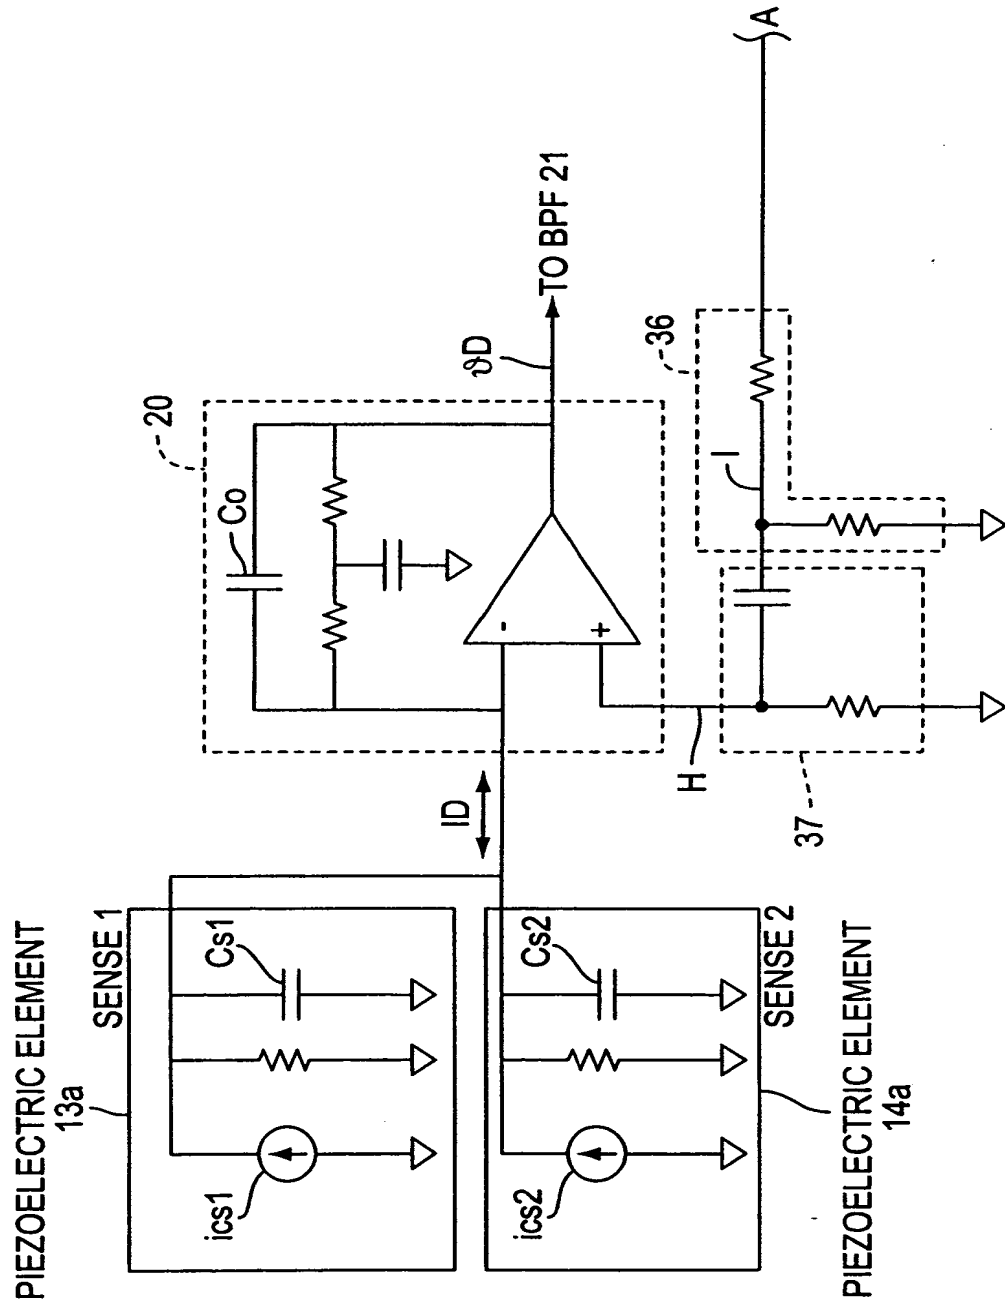 PIEZOELECTRIC ELEMENT
13a
SENSE 1
ics1
Cs1
PIEZOELECTRIC ELEMENT
14a
SENSE 2
ics2
Cs2
ID
20
Co
-
+
ϑD
TO BPF 21
H
37
I
36
A